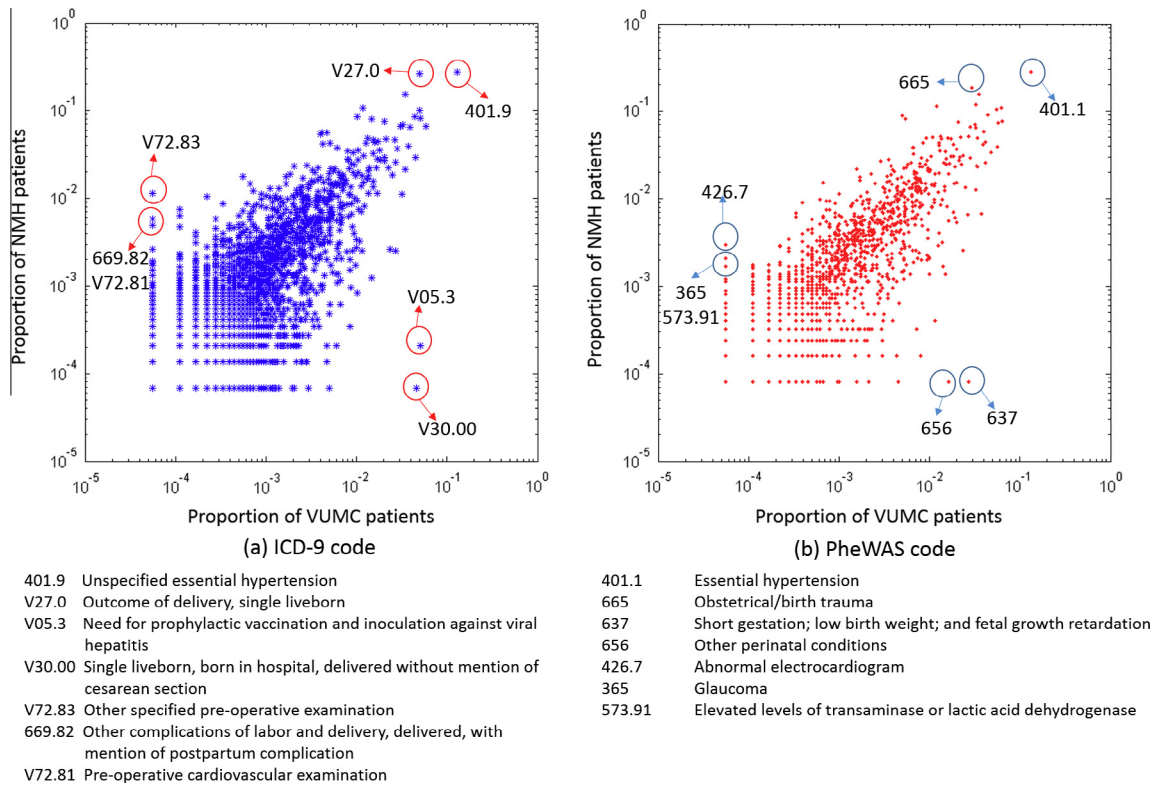 10^0
10^-1
10^-2
10^-3
10^-4
10^-5
Proportion of NMH patients
V27.0
401.9
V72.83
669.82
V72.81
V05.3
V30.00
10^-5
10^-4
10^-3
10^-2
10^-1
10^0
Proportion of VUMC patients
(a) ICD-9 code
401.9 Unspecified essential hypertension
V27.0 Outcome of delivery, single liveborn
V05.3 Need for prophylactic vaccination and inoculation against viral
hepatitis
V30.00 Single liveborn, born in hospital, delivered without mention of
cesarean section
V72.83 Other specified pre-operative examination
669.82 Other complications of labor and delivery, delivered, with
mention of postpartum complication
V72.81 Pre-operative cardiovascular examination
10^0
10^-1
10^-2
10^-3
10^-4
10^-5
Proportion of NMH patients
665
401.1
426.7
365
573.91
656
637
10^-5
10^-4
10^-3
10^-2
10^-1
10^0
Proportion of VUMC patients
(b) PheWAS code
401.1 Essential hypertension
665 Obstetrical/birth trauma
637 Short gestation; low birth weight; and fetal growth retardation
656 Other perinatal conditions
426.7 Abnormal electrocardiogram
365 Glaucoma
573.91 Elevated levels of transaminase or lactic acid dehydrogenase